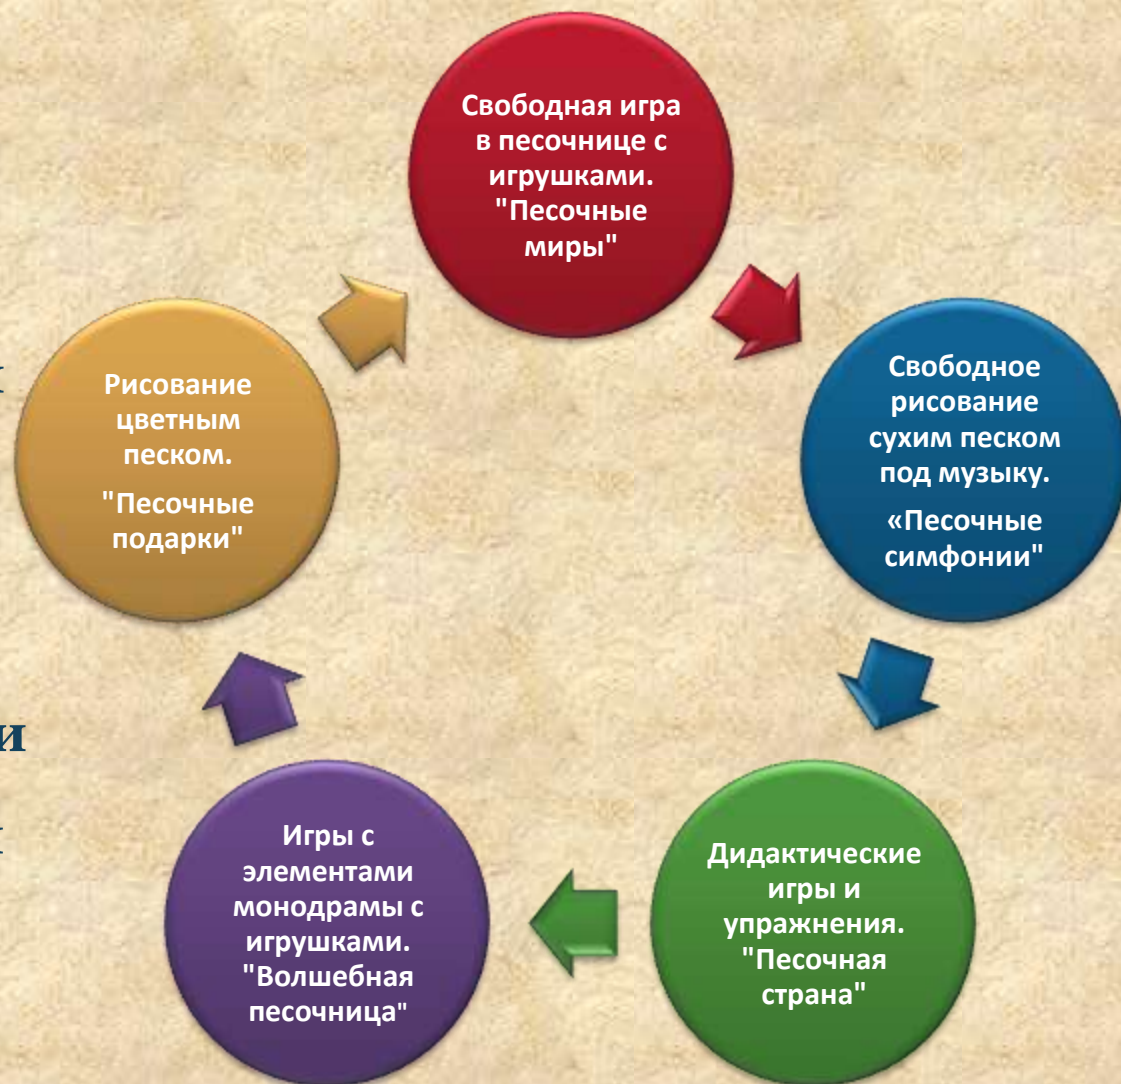 Свободная игра
в песочнице с
игрушками.
"Песочные
миры"
Свободное
рисование
сухим песком
под музыку.
«Песочные
симфонии"
Дидактические
игры и
упражнения.
"Песочная
страна"
Игры с
элементами
монодрамы с
игрушками.
"Волшебная
песочница"
Рисование
цветным
песком.
"Песочные
подарки"
и